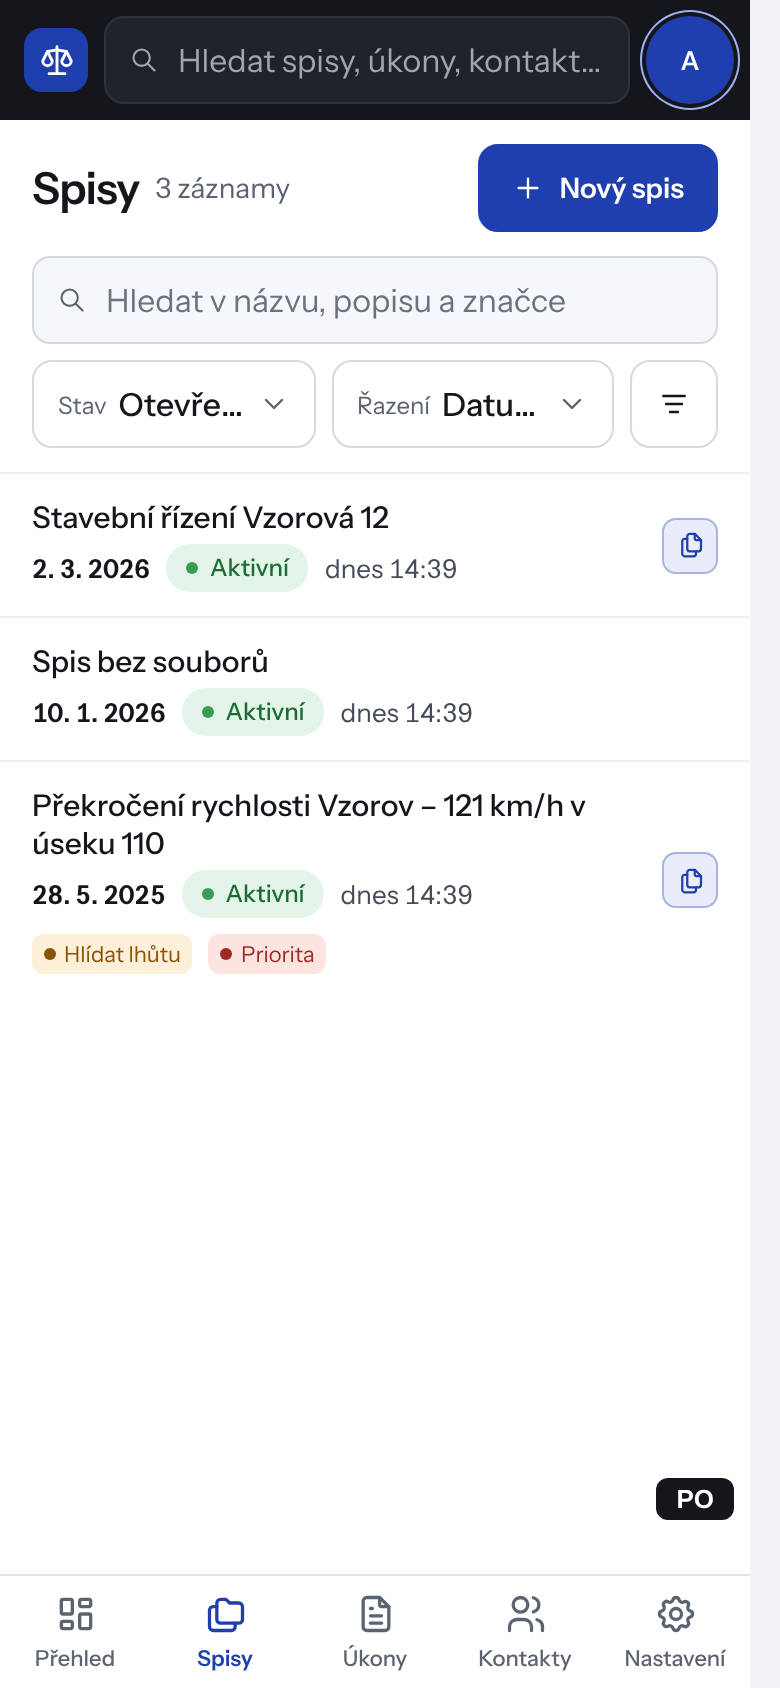 Hledat spisy, úkony, kontakt...
A
Spisy 3 záznamy
Nový spis
Hledat v názvu, popisu a značce
Stav Otevře...
Řazení Datu...
Stavební řízení Vzorová 12
2. 3. 2026 Aktivní dnes 14:39
Spis bez souborů
10. 1. 2026 Aktivní dnes 14:39
Překročení rychlosti Vzorov – 121 km/h v
úseku 110
28. 5. 2025 Aktivní dnes 14:39
Hlídat lhůtu Priorita
PO
Přehled Spisy Úkony Kontakty Nastavení